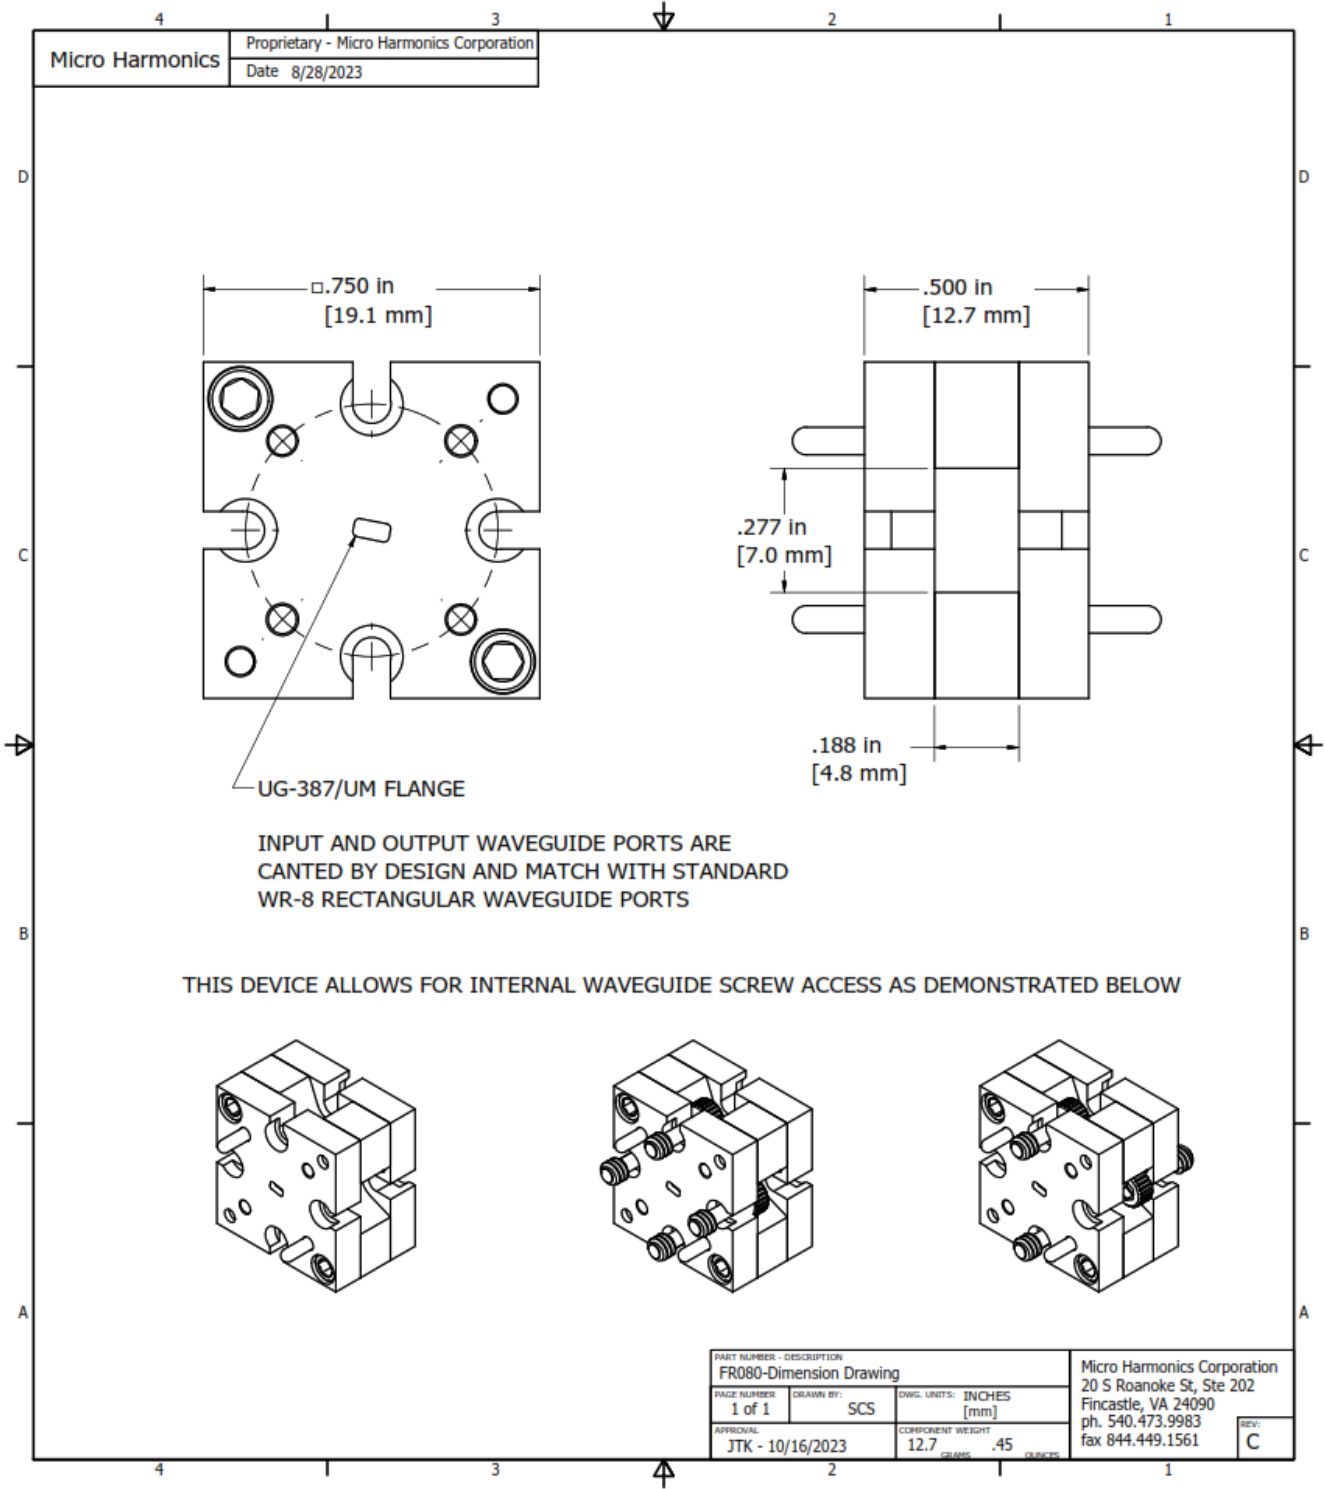 4 3 2 1
Micro Harmonics
Proprietary - Micro Harmonics Corporation
Date 8/28/2023
D D
□.750 in
[19.1 mm]
.500 in
[12.7 mm]
.277 in
[7.0 mm]
C C
.188 in
[4.8 mm]
UG-387/UM FLANGE
INPUT AND OUTPUT WAVEGUIDE PORTS ARE
CANTED BY DESIGN AND MATCH WITH STANDARD
WR-8 RECTANGULAR WAVEGUIDE PORTS
B B
THIS DEVICE ALLOWS FOR INTERNAL WAVEGUIDE SCREW ACCESS AS DEMONSTRATED BELOW
A A
PART NUMBER - DESCRIPTION
FR080-Dimension Drawing
PAGE NUMBER
1 of 1
DRAWN BY:
SCS
DWG. UNITS: INCHES
[mm]
APPROVAL
JTK - 10/16/2023
COMPONENT WEIGHT
12.7 GRAMS .45 OUNCES
Micro Harmonics Corporation
20 S Roanoke St, Ste 202
Fincastle, VA 24090
ph. 540.473.9983
fax 844.449.1561
REV:
C
4 3 2 1